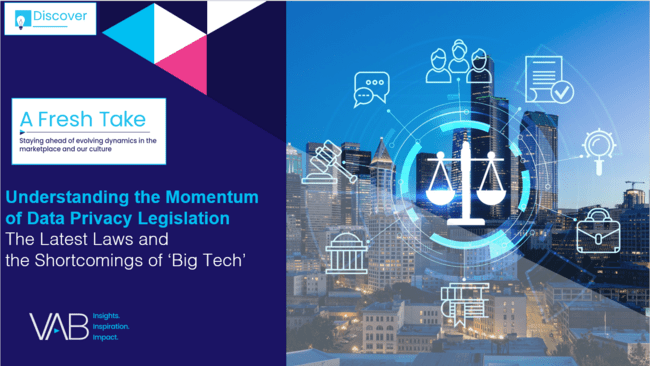 Discover
A Fresh Take
Staying ahead of evolving dynamics in the
marketplace and our culture
Understanding the Momentum
of Data Privacy Legislation
The Latest Laws and
the Shortcomings of ‘Big Tech’
VAB
Insights.
Inspiration.
Impact.